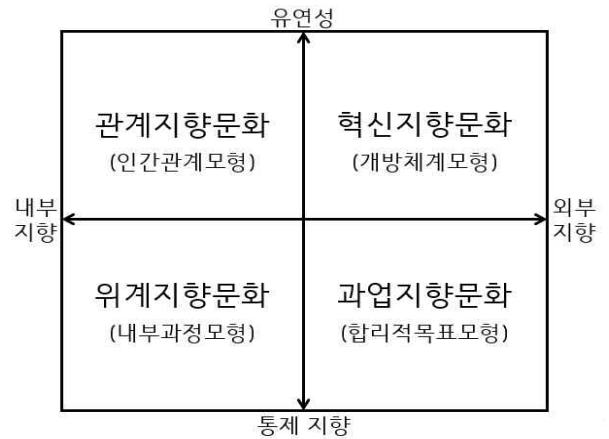 유연성
관계지향문화
(인간관계모형)
혁신지향문화
(개방체계모형)
내부
지향
외부
지향
위계지향문화
(내부과정모형)
과업지향문화
(합리적목표모형)
통제 지향